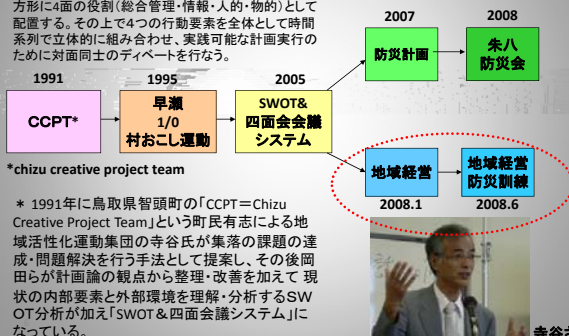 方形に4面の役割(総合管理・情報・人的・物的)として
配置する。その上で4つの行動要素を全体として時間
系列で立体的に組み合わせ、実践可能な計画実行の
ために対面同士のディベートを行なう。
2007
2008
防災計画
朱八
防災会
1991
1995
2005
CCPT*
早瀬
1/0
村おこし運動
SWOT&
四面会会議
システム
*chizu creative project team
地域経営
地域経営
防災訓練
2008.1
2008.6
* 1991年に鳥取県智頭町の「CCPT=Chizu
Creative Project Team」という町民有志による地
域活性化運動集団の寺谷氏が集落の課題の達
成・問題解決を行う手法として提案し、その後岡
田らが計画論の観点から整理・改善を加えて 現
状の内部要素と外部環境を理解・分析するSW
OT分析が加え「SWOT&四面会議システム」に
なっている。